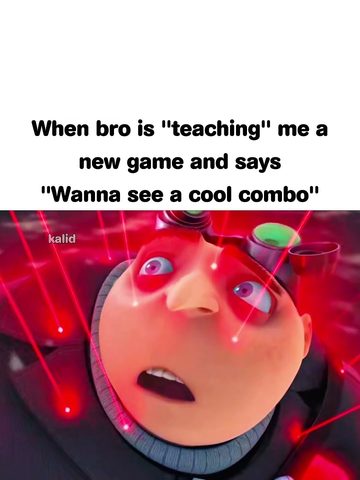 When bro is "teaching" me a
new game and says
"Wanna see a cool combo"
kalid